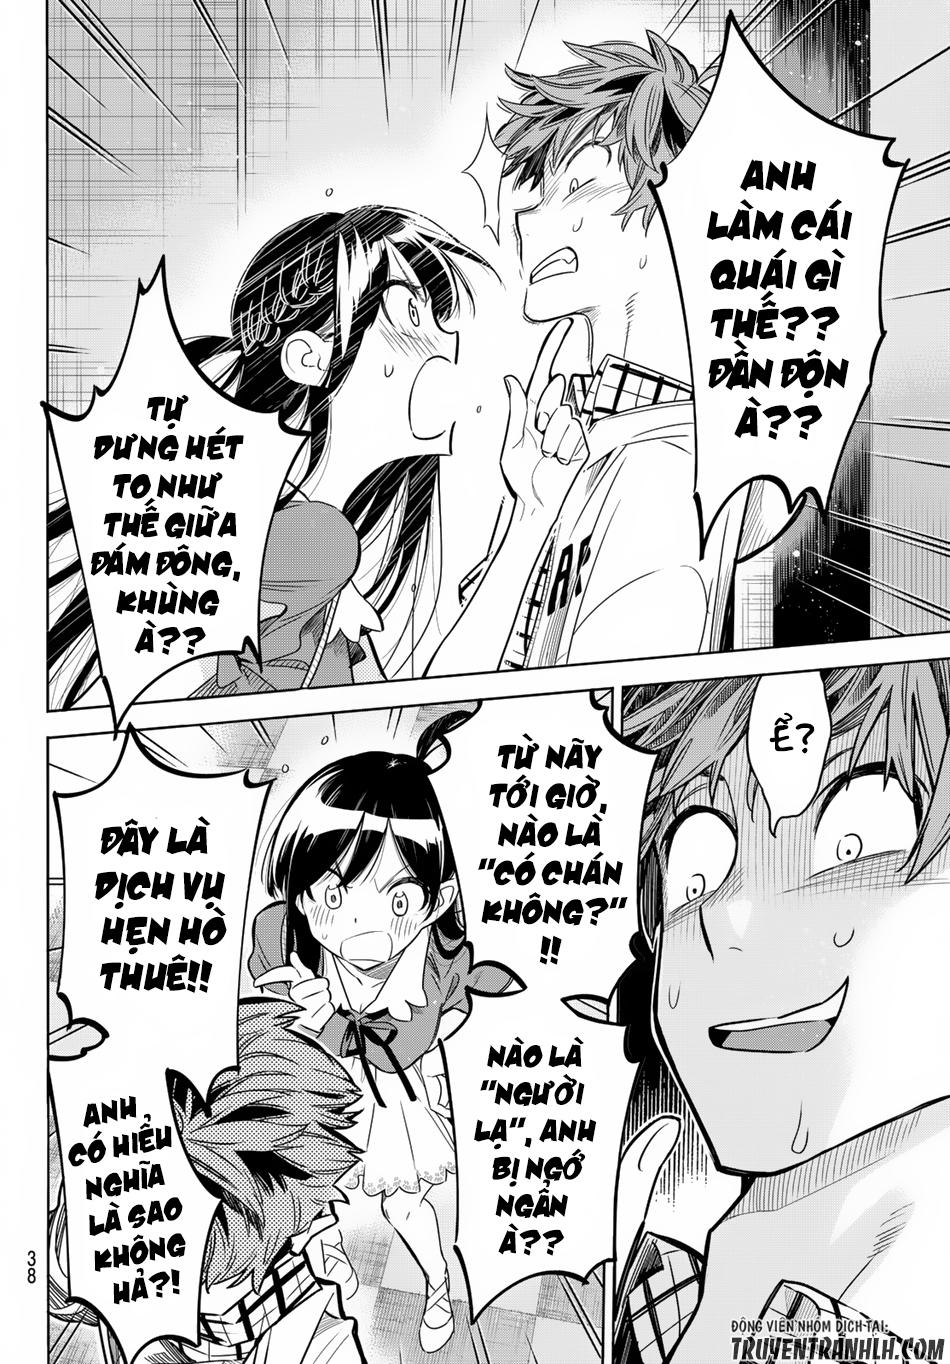 ANH
LÀM CÁI
QUÁI GÌ
THẾ??
ĐẦN ĐỘN
À??
TỰ
DƯNG HÉT
TO NHƯ
THẾ GIỮA
ĐÁM ĐÔNG,
KHÙNG
À??
Ể?
TỪ NÃY
TỚI GIỜ,
NÀO LÀ
"CÓ CHÁN
KHÔNG?"
!!
NÀO LÀ
"NGƯỜI
LẠ", ANH
BỊ NGỚ
NGẨN
À??
ĐÂY LÀ
DỊCH VỤ
HẸN HÒ
THUÊ!!
ANH
CÓ HIỂU
NGHĨA
LÀ SAO
KHÔNG
HẢ?!
38
ĐỘNG VIÊN NHÓM DỊCH TẠI:
TRUYENTRANHLH.COM